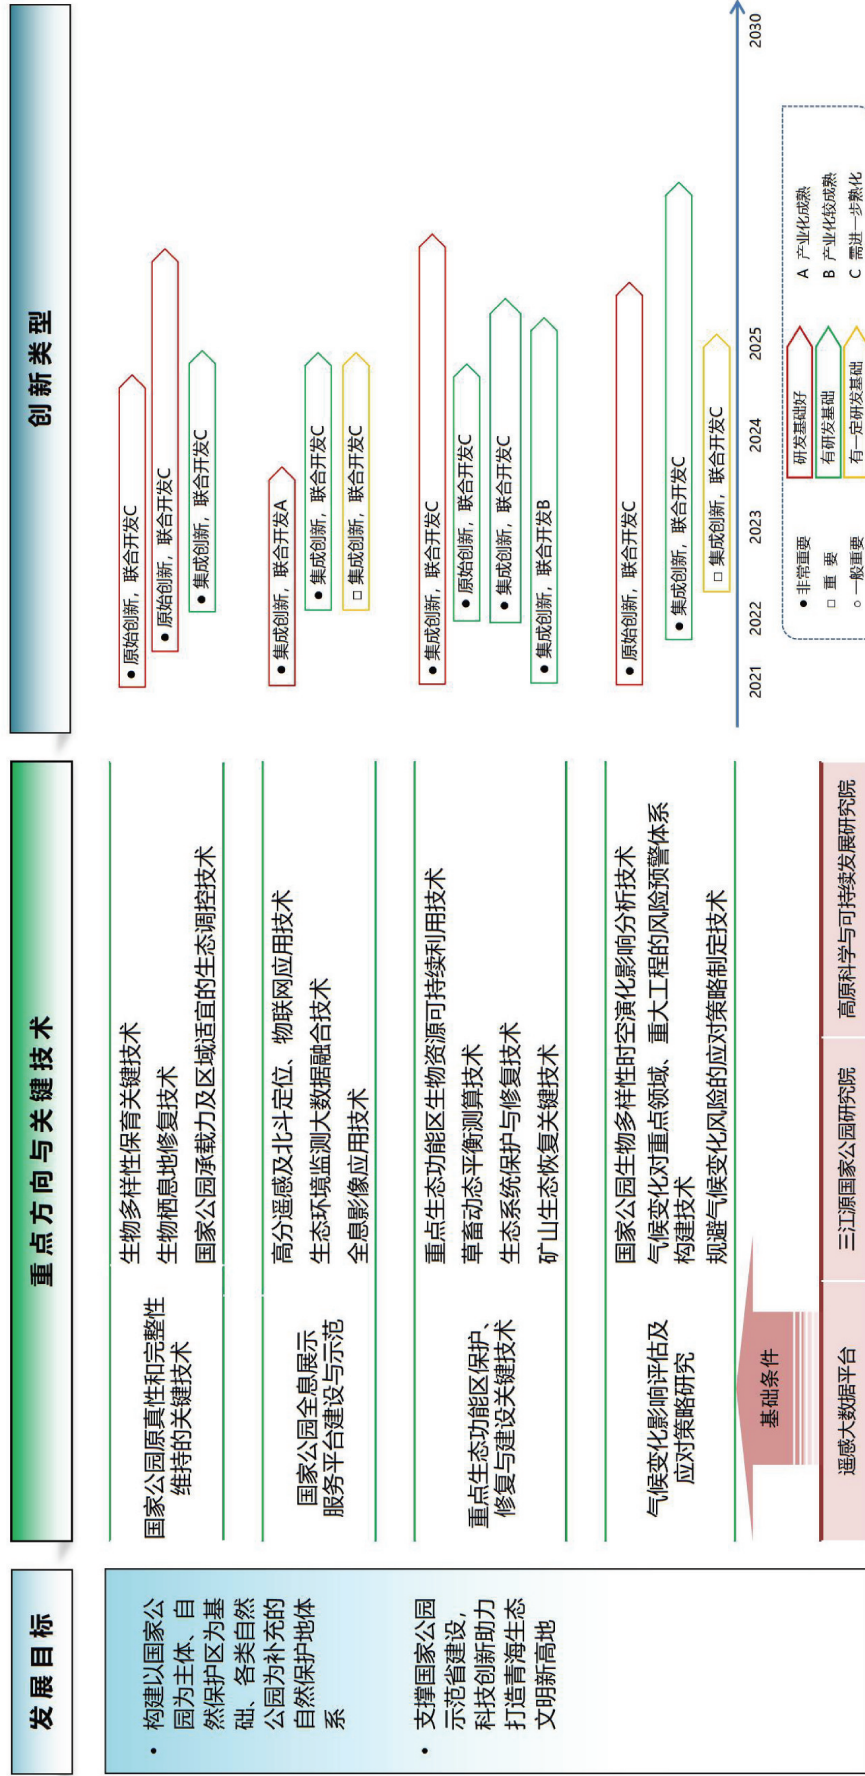 发展目标
重点方向与关键技术
创新类型
• 构建以国家公
园为主体、自
然保护区为基
础、各类自然
公园为补充的
自然保护地体
系
• 支撑国家公园
示范省建设，
科技创新助力
打造青海生态
文明新高地
国家公园原真性和完整性
维持的关键技术
生物多样性保育关键技术
生物栖息地修复技术
国家公园承载力及区域适宜的生态调控技术
● 原始创新，联合开发C
● 原始创新，联合开发C
● 集成创新，联合开发C
国家公园全息展示
服务平台建设与示范
高分遥感及北斗定位、物联网应用技术
生态环境监测大数据融合技术
全息影像应用技术
● 集成创新，联合开发A
● 集成创新，联合开发C
□ 集成创新，联合开发C
重点生态功能区保护、
修复与建设关键技术
重点生态功能区生物资源可持续利用技术
草畜动态平衡测算技术
生态系统保护与修复技术
矿山生态恢复关键技术
● 集成创新，联合开发C
● 原始创新，联合开发C
● 集成创新，联合开发C
● 集成创新，联合开发B
气候变化影响评估及
应对策略研究
国家公园生物多样性时空演化影响分析技术
气候变化对重点领域、重大工程的风险预警体系
构建技术
规避气候变化风险的应对策略制定技术
● 原始创新，联合开发C
● 集成创新，联合开发C
□ 集成创新，联合开发C
2021 2022 2023 2024 2025 2030
基础条件
遥感大数据平台
三江源国家公园研究院
高原科学与可持续发展研究院
● 非常重要 研发基础好 A 产业化成熟
□ 重 要 有研发基础 B 产业化较成熟
○ 一般重要 有一定研发基础 C 需进一步熟化